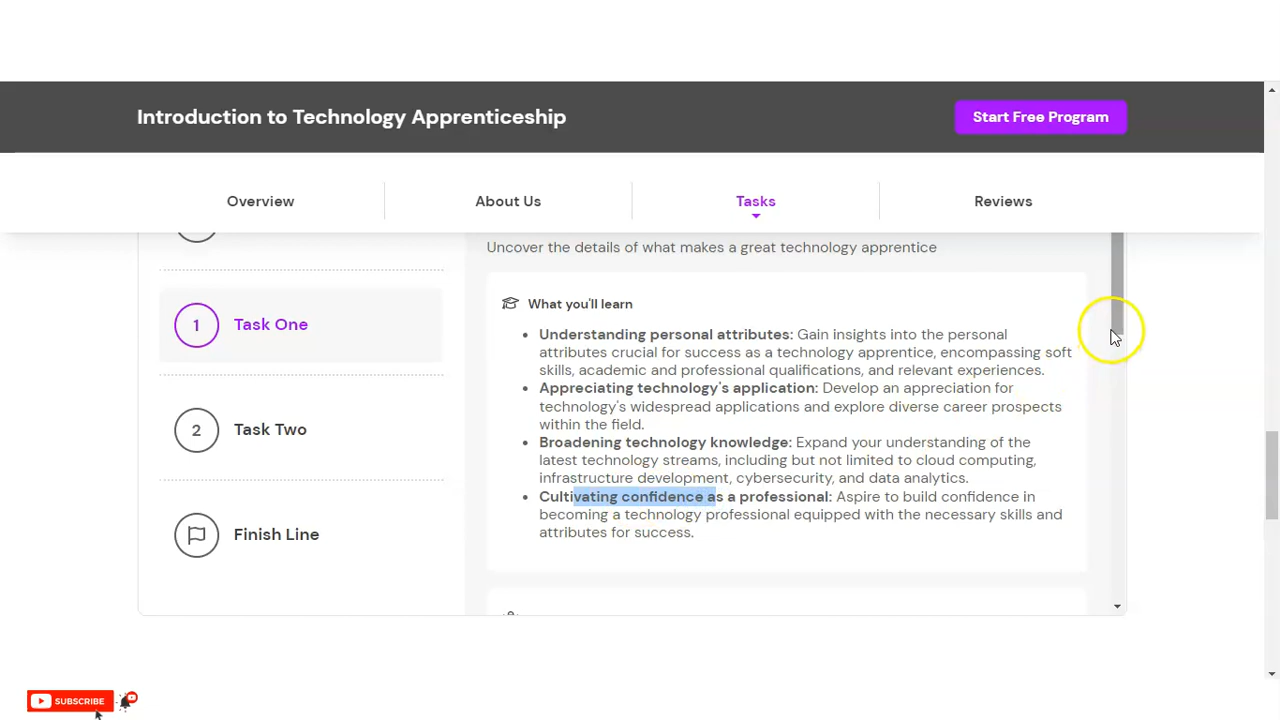 Introduction to Technology Apprenticeship
Start Free Program
Overview
About Us
Tasks
Reviews
1
Task One
2
Task Two
Finish Line
Uncover the details of what makes a great technology apprentice
What you'll learn
• Understanding personal attributes: Gain insights into the personal
attributes crucial for success as a technology apprentice, encompassing soft
skills, academic and professional qualifications, and relevant experiences.
• Appreciating technology's application: Develop an appreciation for
technology's widespread applications and explore diverse career prospects
within the field.
• Broadening technology knowledge: Expand your understanding of the
latest technology streams, including but not limited to cloud computing,
infrastructure development, cybersecurity, and data analytics.
• Cultivating confidence as a professional: Aspire to build confidence in
becoming a technology professional equipped with the necessary skills and
attributes for success.
SUBSCRIBE